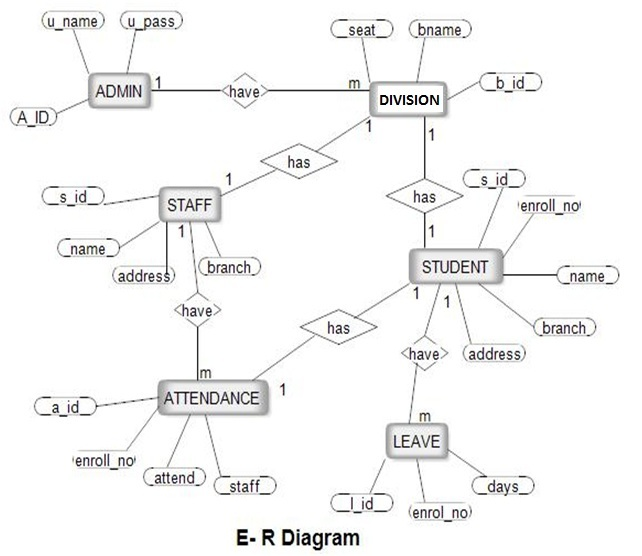 u_name u_pass
seat bname
ADMIN 1 have m DIVISION b_id
A_ID
1 1
has
1 has s_id
s_id STAFF enroll_no
1 1
name address branch STUDENT name
1 1
have has branch
have address
m
a_id ATTENDANCE 1
m
enroll_no attend staff LEAVE
l_id enrol_no days
E- R Diagram